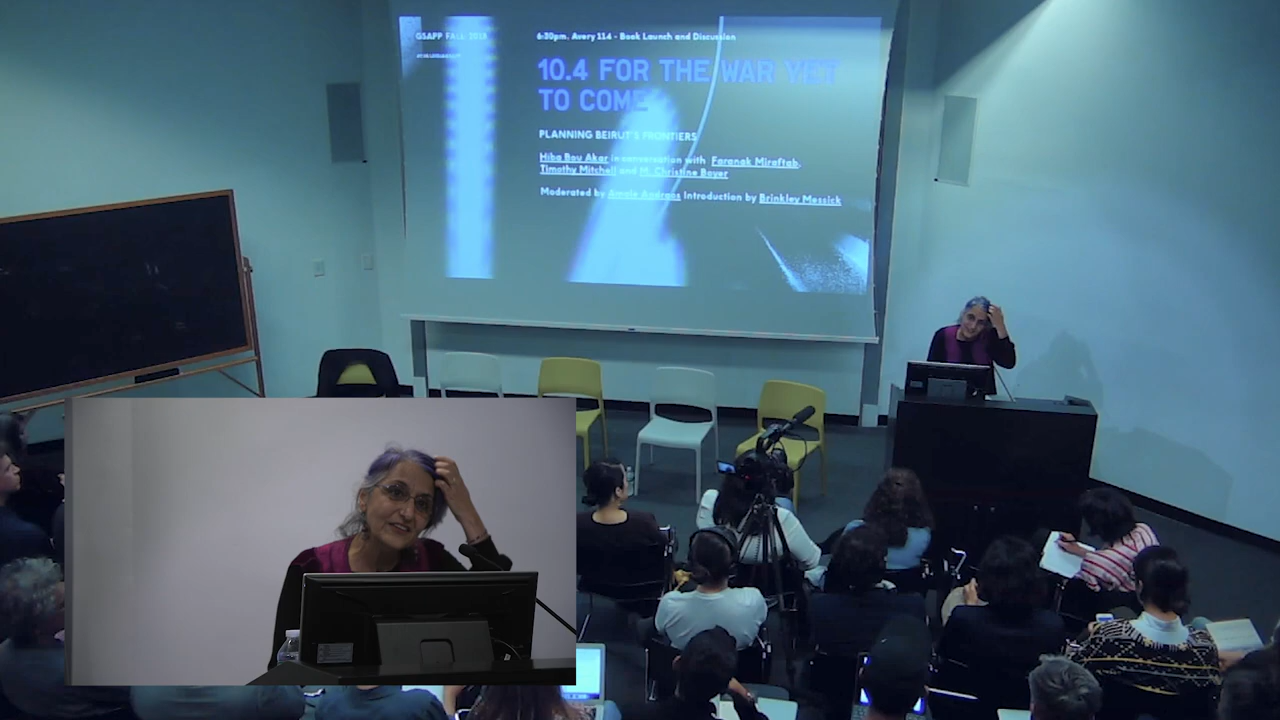 GSAPP FALL 2019
6:30pm. Avery 114 - Book Launch and Discussion
10.4 FOR THE WAR YET
TO COME
PLANNING BEIRUT'S FRONTIERS
Hiba Bou Akar in conversation with Faranak Miraftab,
Timothy Mitchell and M. Christine Boyer
Moderated by Amale Andraos Introduction by Brinkley Messick